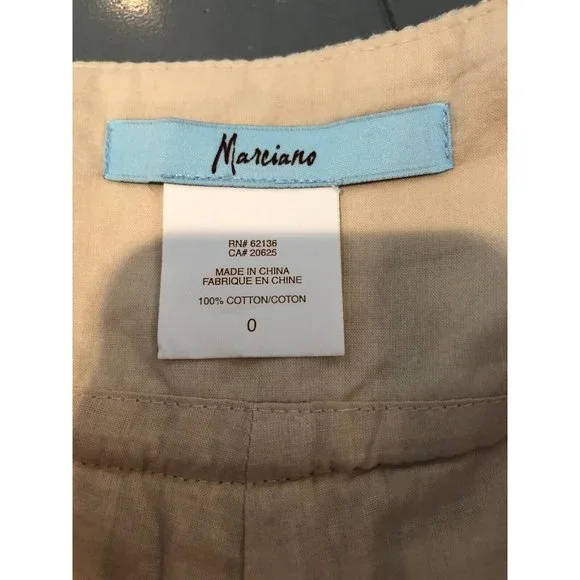 Marciano
RN# 62136
CA# 20625
MADE IN CHINA
FABRIQUE EN CHINE
100% COTTON/COTON
0